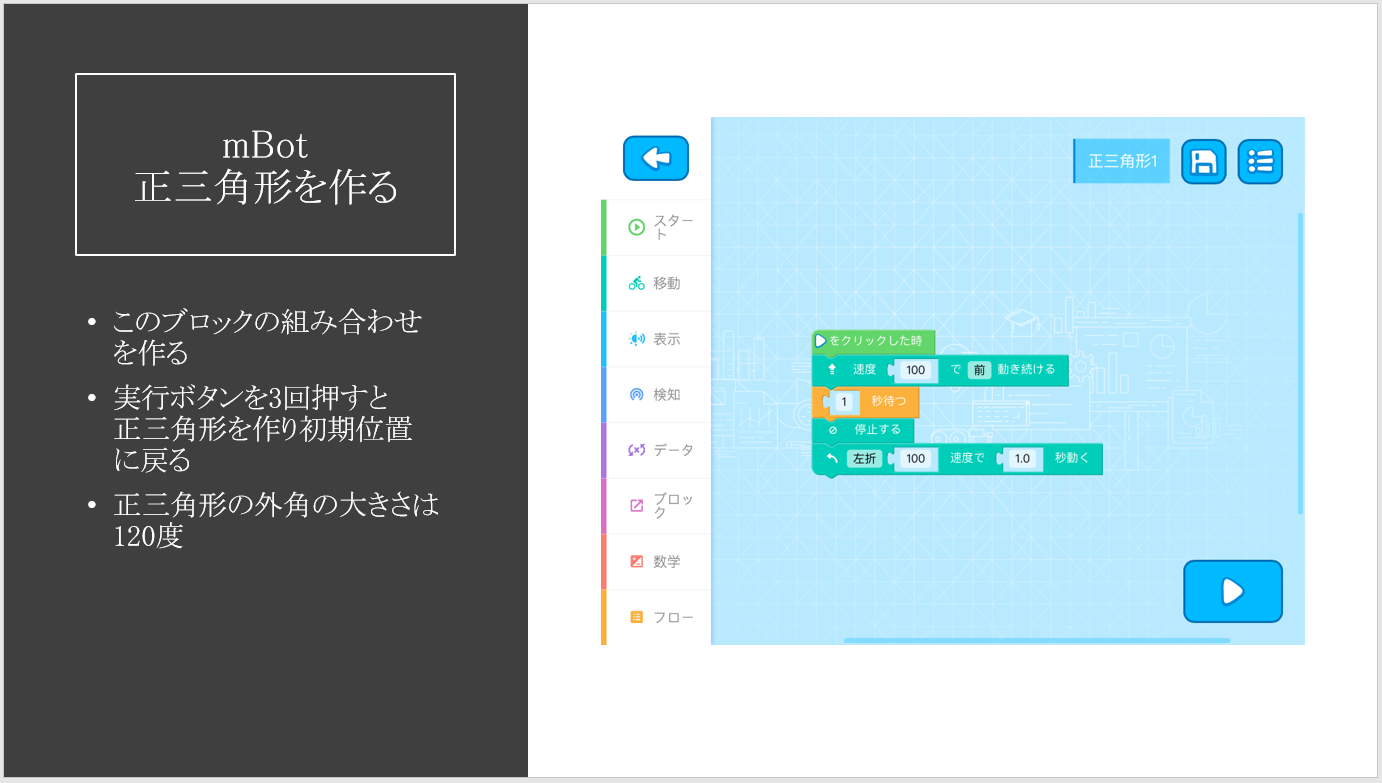 mBot
正三角形を作る
• このブロックの組み合わせ
を作る
• 実行ボタンを3回押すと
正三角形を作り初期位置
に戻る
• 正三角形の外角の大きさは
120度
正三角形1
スター
ト
移動
表示
検知
データ
ブロッ
ク
数学
フロー
をクリックした時
速度 100 で 前 動き続ける
1 秒待つ
停止する
左折 100 速度で 1.0 秒動く